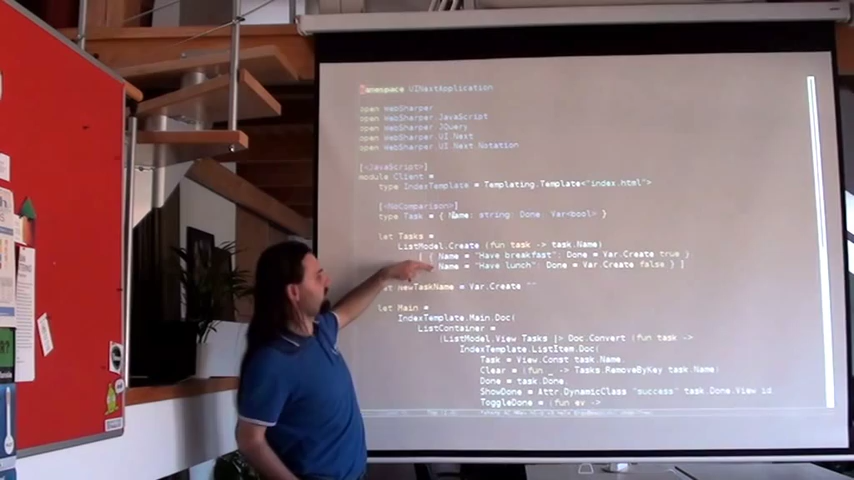 namespace UINextApplication
open WebSharper
open WebSharper.JavaScript
open WebSharper.JQuery
open WebSharper.UI.Next
open WebSharper.UI.Next.Notation
[<JavaScript>]
module Client =
type IndexTemplate = Templating.Template<"index.html">
[<NoComparison>]
type Task = { Name: string; Done: Var<bool> }
let Tasks =
ListModel.Create (fun task -> task.Name)
[ { Name = "Have breakfast"; Done = Var.Create true }
Name = "Have lunch"; Done = Var.Create false } ]
let NewTaskName = Var.Create ""
let Main =
IndexTemplate.Main.Doc(
ListContainer =
(ListModel.View Tasks |> Doc.Convert (fun task ->
IndexTemplate.ListItem.Doc(
Task = View.Const task.Name,
Clear = (fun _ -> Tasks.RemoveByKey task.Name)
Done = task.Done,
ShowDone = Attr.DynamicClass "success" task.Done.View id
ToggleDone = (fun ev ->